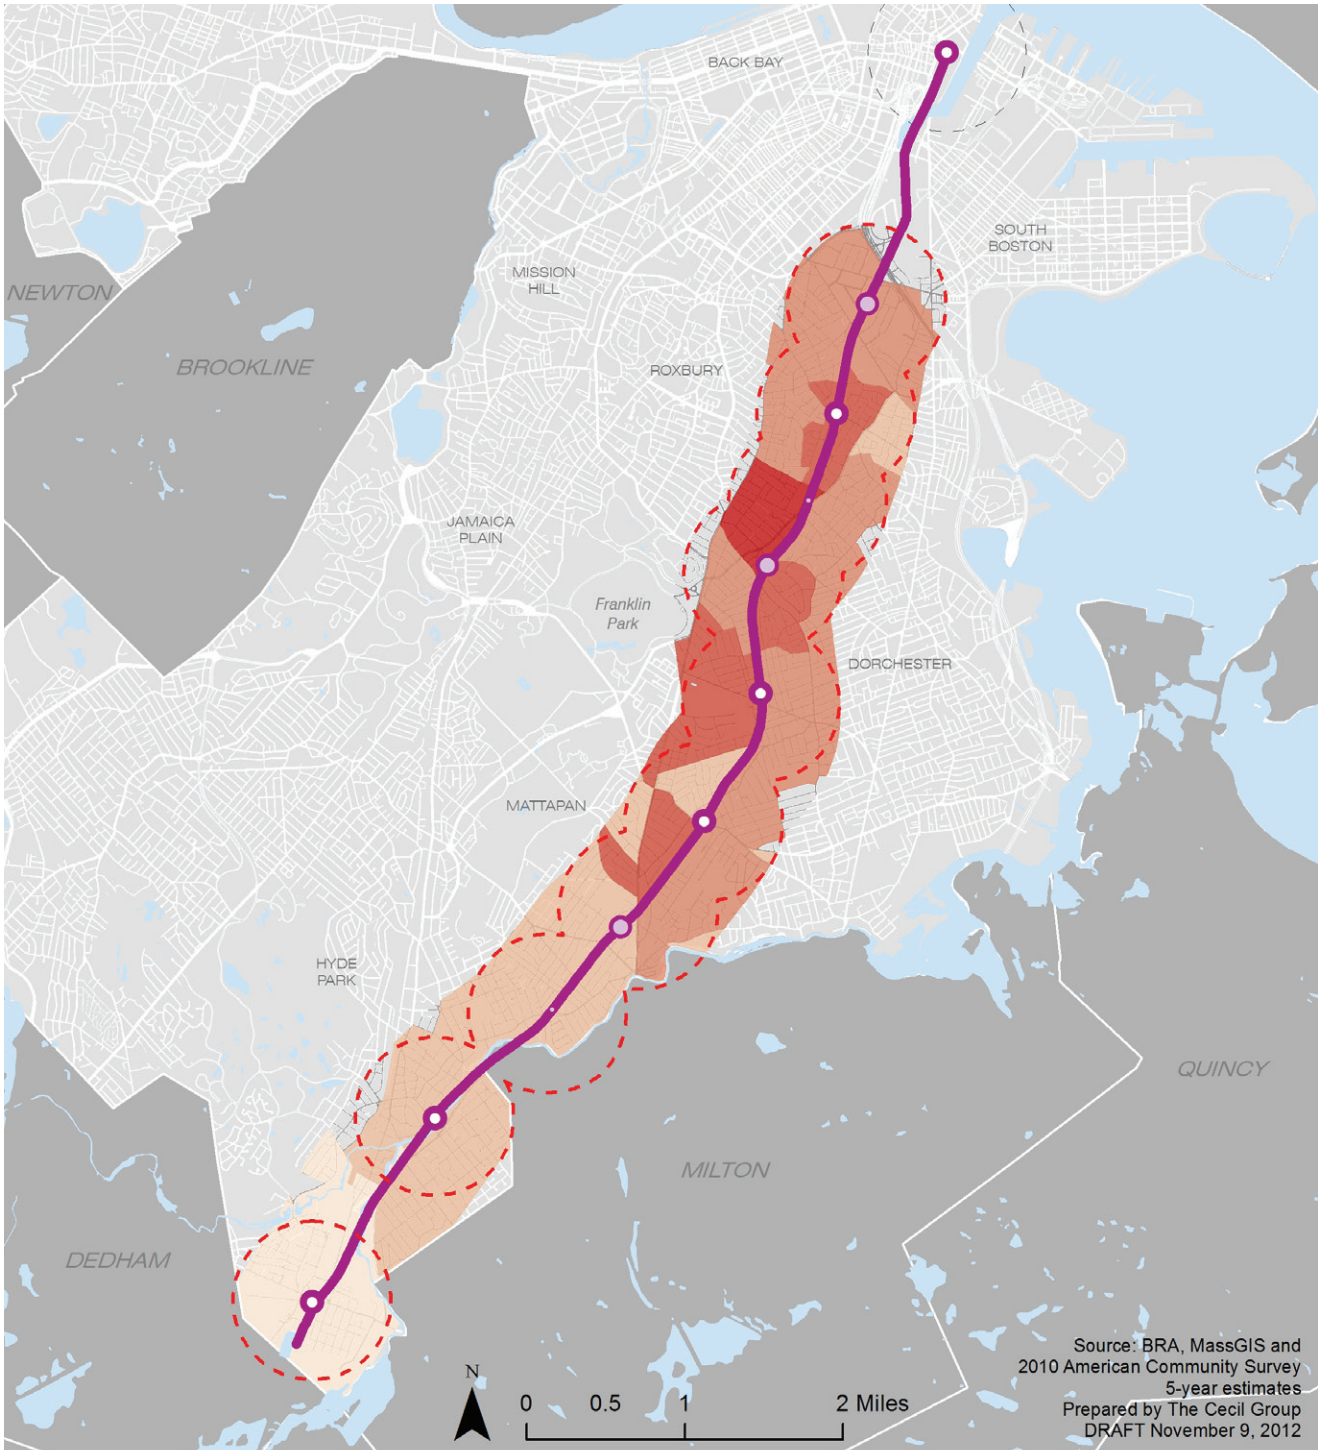 BACK BAY
SOUTH
BOSTON
MISSION
HILL
NEWTON
BROOKLINE
ROXBURY
JAMAICA
PLAIN
Franklin
Park
DORCHESTER
MATTAPAN
HYDE
PARK
QUINCY
MILTON
DEDHAM
N
0 0.5 1 2 Miles
Source: BRA, MassGIS and
2010 American Community Survey
5-year estimates
Prepared by The Cecil Group
DRAFT November 9, 2012